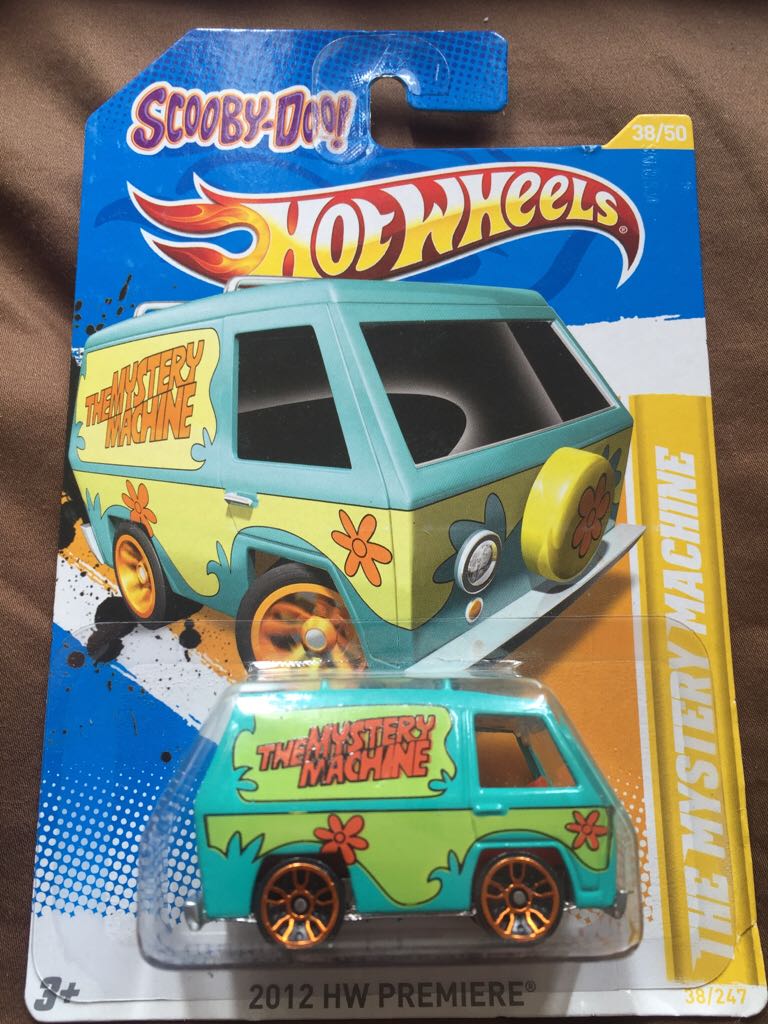 SCOOBY-DOO!
38/50
HOT WHEELS®
THE MYSTERY
MACHINE
THE MYSTERY MACHINE
THE MYSTERY
MACHINE
3+
2012 HW PREMIERE®
38/247